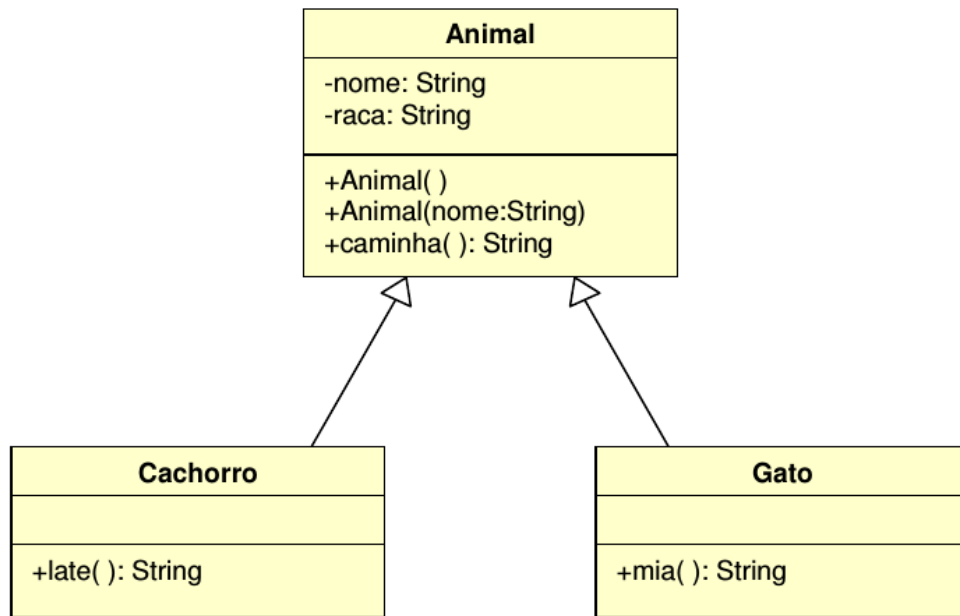 Animal
-nome: String
-raca: String
+Animal( )
+Animal(nome:String)
+caminha( ): String
Cachorro
+late( ): String
Gato
+mia( ): String